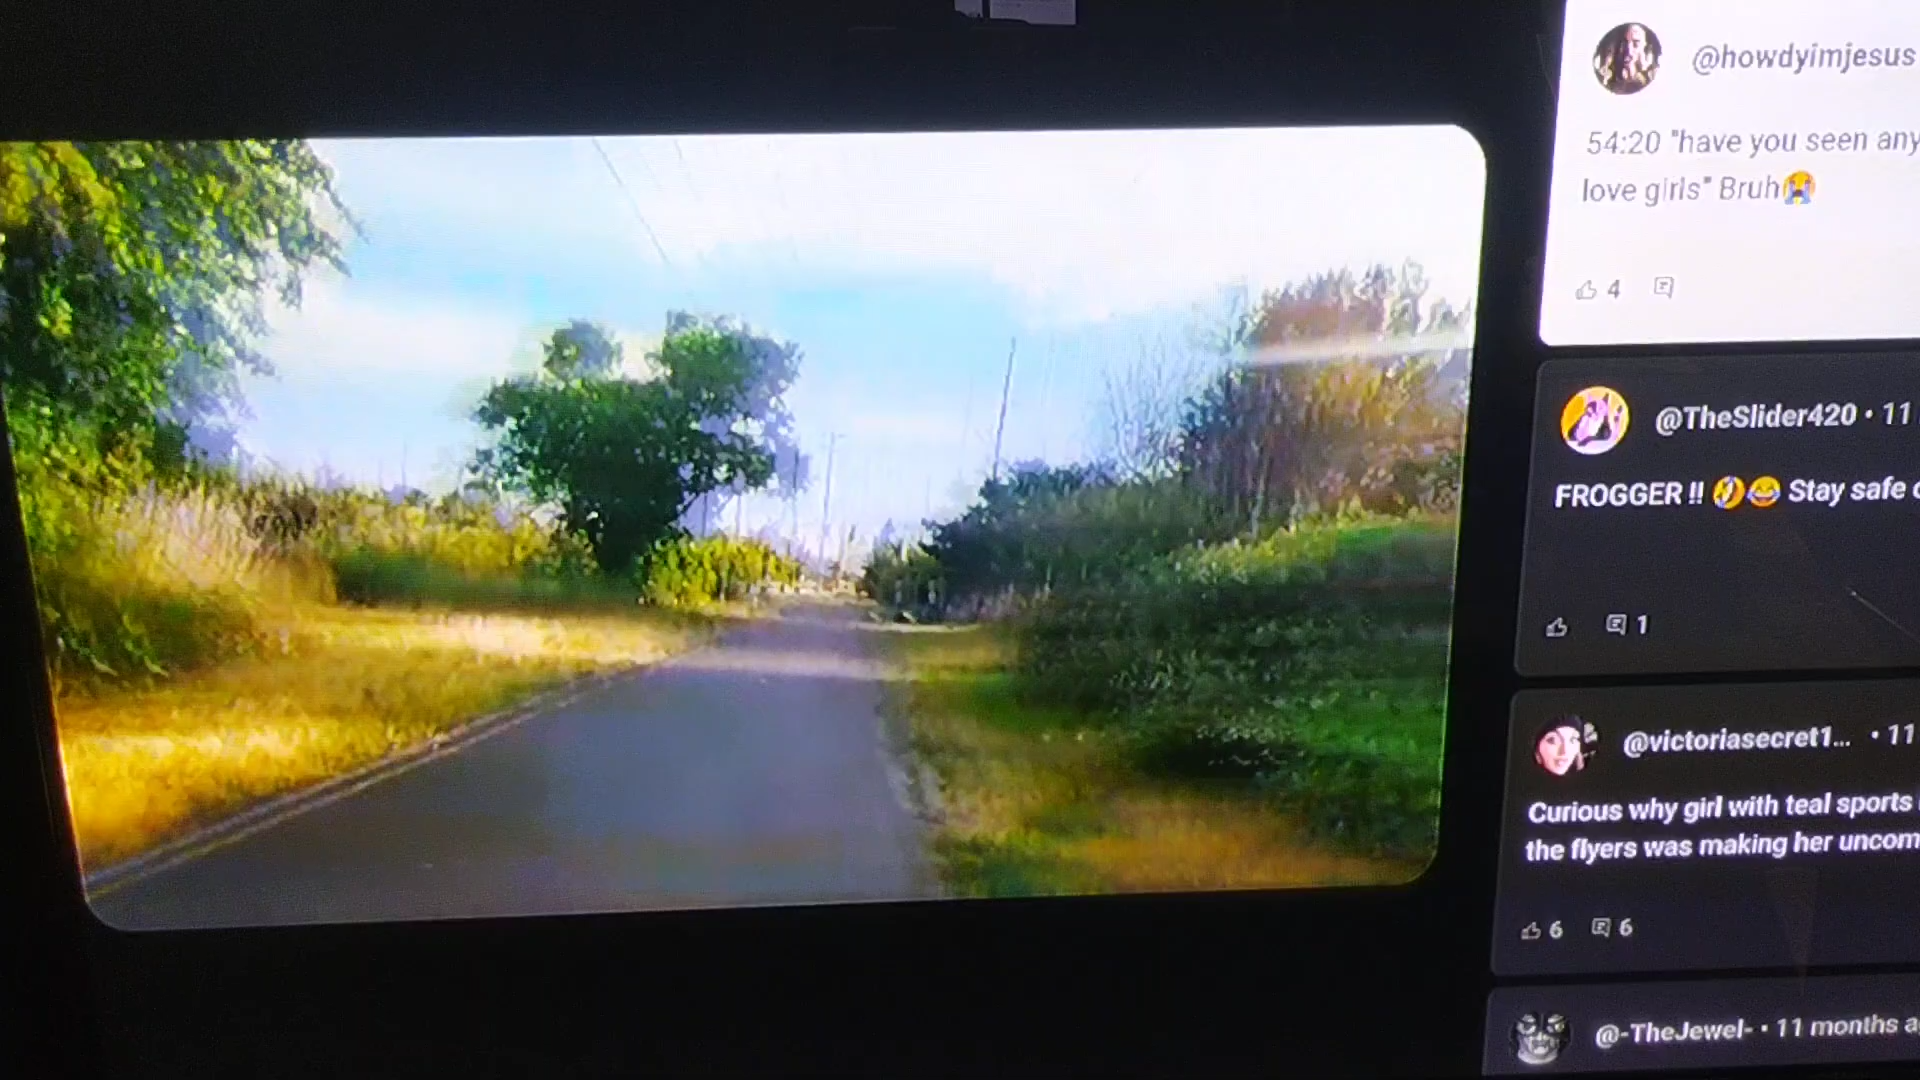 @howdyimjesus
54:20 "have you seen any
love girls" Bruh😭
4
@TheSlider420 • 11
FROGGER !! 🤣😂 Stay safe
1
@victoriasecret1... • 11
Curious why girl with teal sports
the flyers was making her uncom
6 6
@-TheJewel- • 11 months a